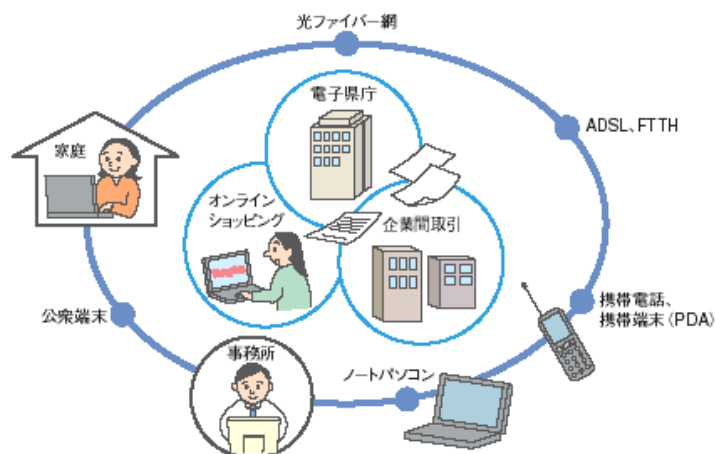 光ファイバー網
電子県庁
ADSL、FTTH
家庭
オンライン
ショッピング
企業間取引
公衆端末
携帯電話、
携帯端末(PDA)
事務所
ノートパソコン